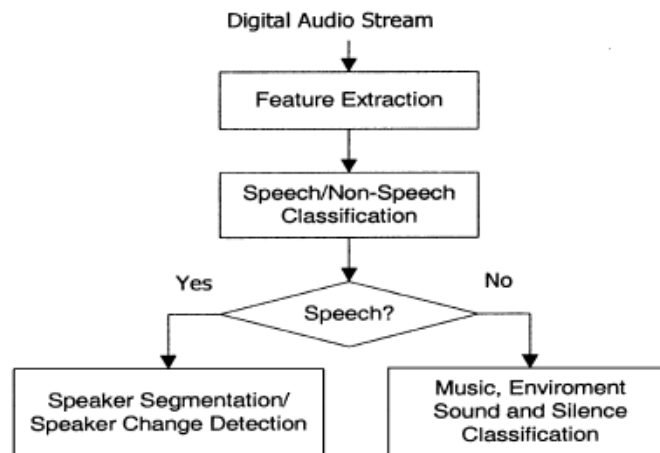 Digital Audio Stream
Feature Extraction
Speech/Non-Speech
Classification
Yes
No
Speech?
Speaker Segmentation/
Speaker Change Detection
Music, Enviroment
Sound and Silence
Classification